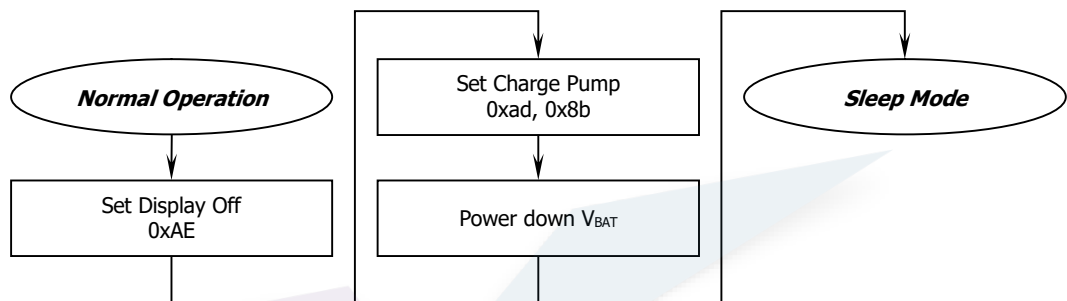 Normal Operation
Set Display Off
0xAE
Set Charge Pump
0xad, 0x8b
Power down VBAT
Sleep Mode